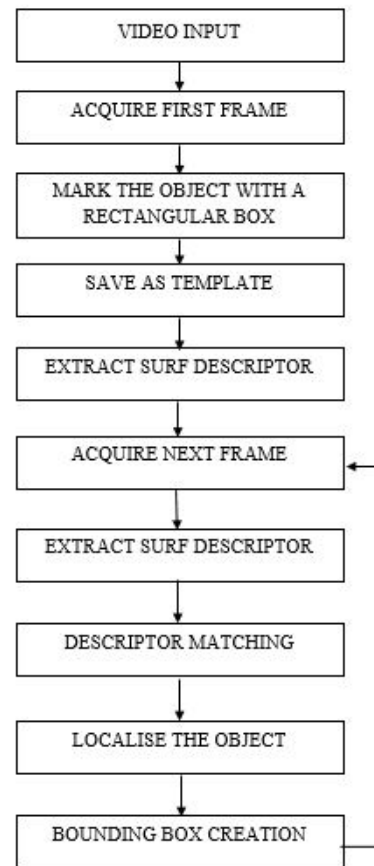 VIDEO INPUT
ACQUIRE FIRST FRAME
MARK THE OBJECT WITH A
RECTANGULAR BOX
SAVE AS TEMPLATE
EXTRACT SURF DESCRIPTOR
ACQUIRE NEXT FRAME
EXTRACT SURF DESCRIPTOR
DESCRIPTOR MATCHING
LOCALISE THE OBJECT
BOUNDING BOX CREATION